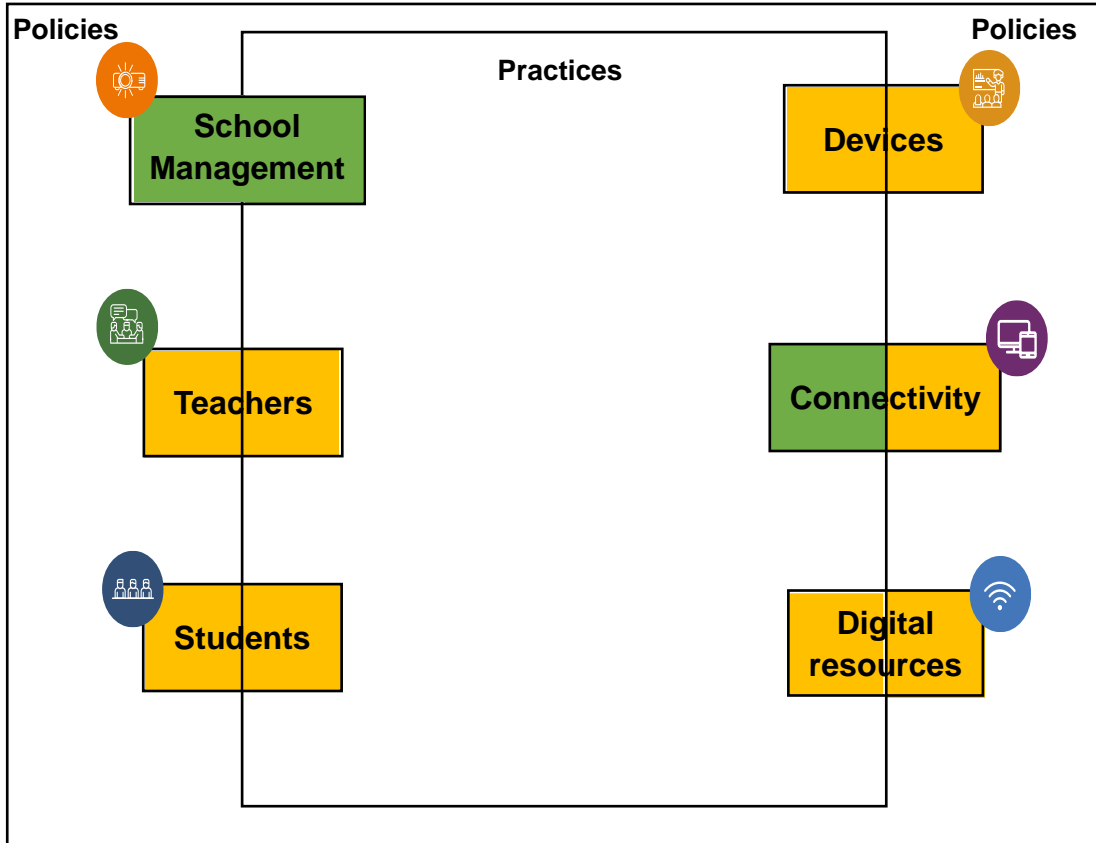 Policies
Policies
Practices
School
Management
Devices
Teachers
Connectivity
Students
Digital
resources